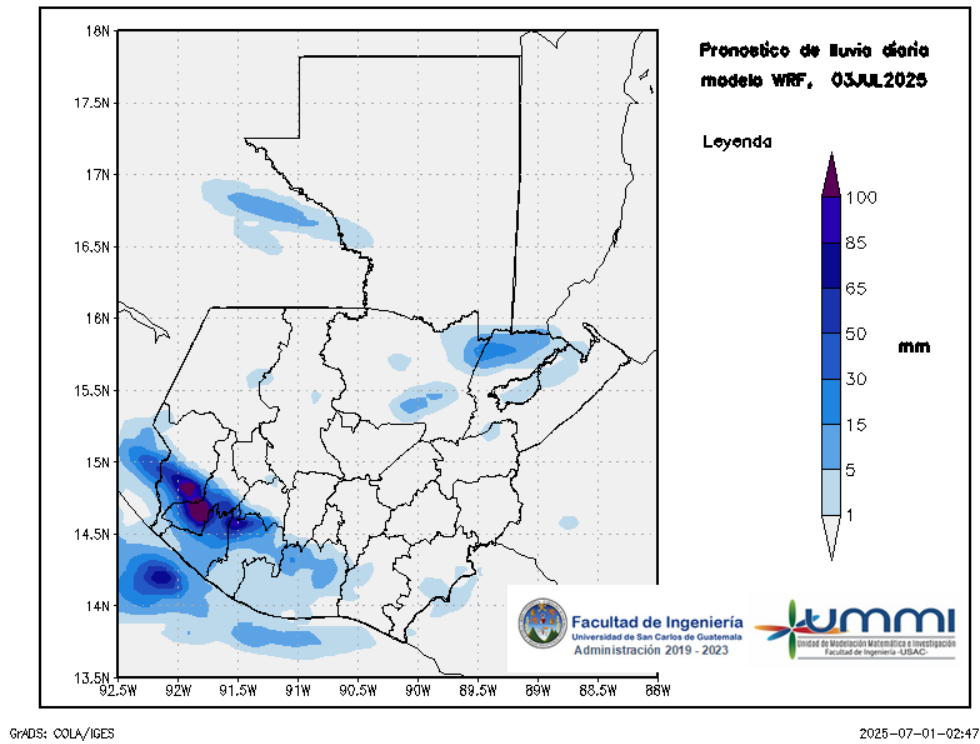 Pronostico de lluvia diaria
modelo WRF, 03JUL2025
Leyenda
100
85
65
50
30
15
5
1
mm
18N
17.5N
17N
16.5N
16N
15.5N
15N
14.5N
14N
13.5N
92.5W
92W
91.5W
91W
90.5W
90W
89.5W
89W
88.5W
88W
Facultad de Ingeniería
Universidad de San Carlos de Guatemala
Administración 2019 - 2023
ummi
Unidad de Modelación Matemática e Investigación
Facultad de Ingeniería -USAC-
GrADS: COLA/IGES
2025-07-01-02:47